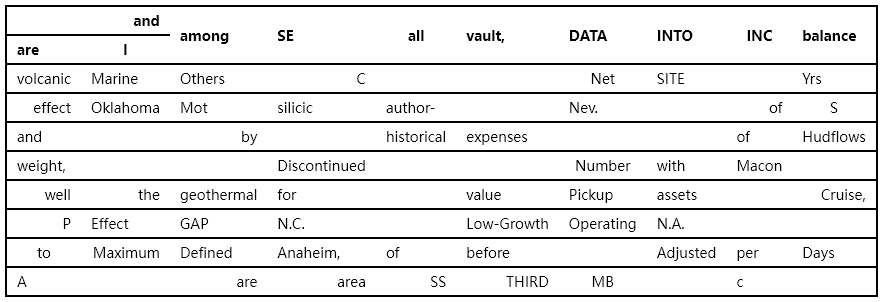 and
among SE all vault, DATA INTO INC balance
are I
volcanic Marine Others C Net SITE Yrs
effect Oklahoma Mot silicic author- Nev. of S
and by historical expenses of Hudflows
weight, Discontinued Number with Macon
well the geothermal for value Pickup assets Cruise,
P Effect GAP N.C. Low-Growth Operating N.A.
to Maximum Defined Anaheim, of before Adjusted per Days
A are area SS THIRD MB c